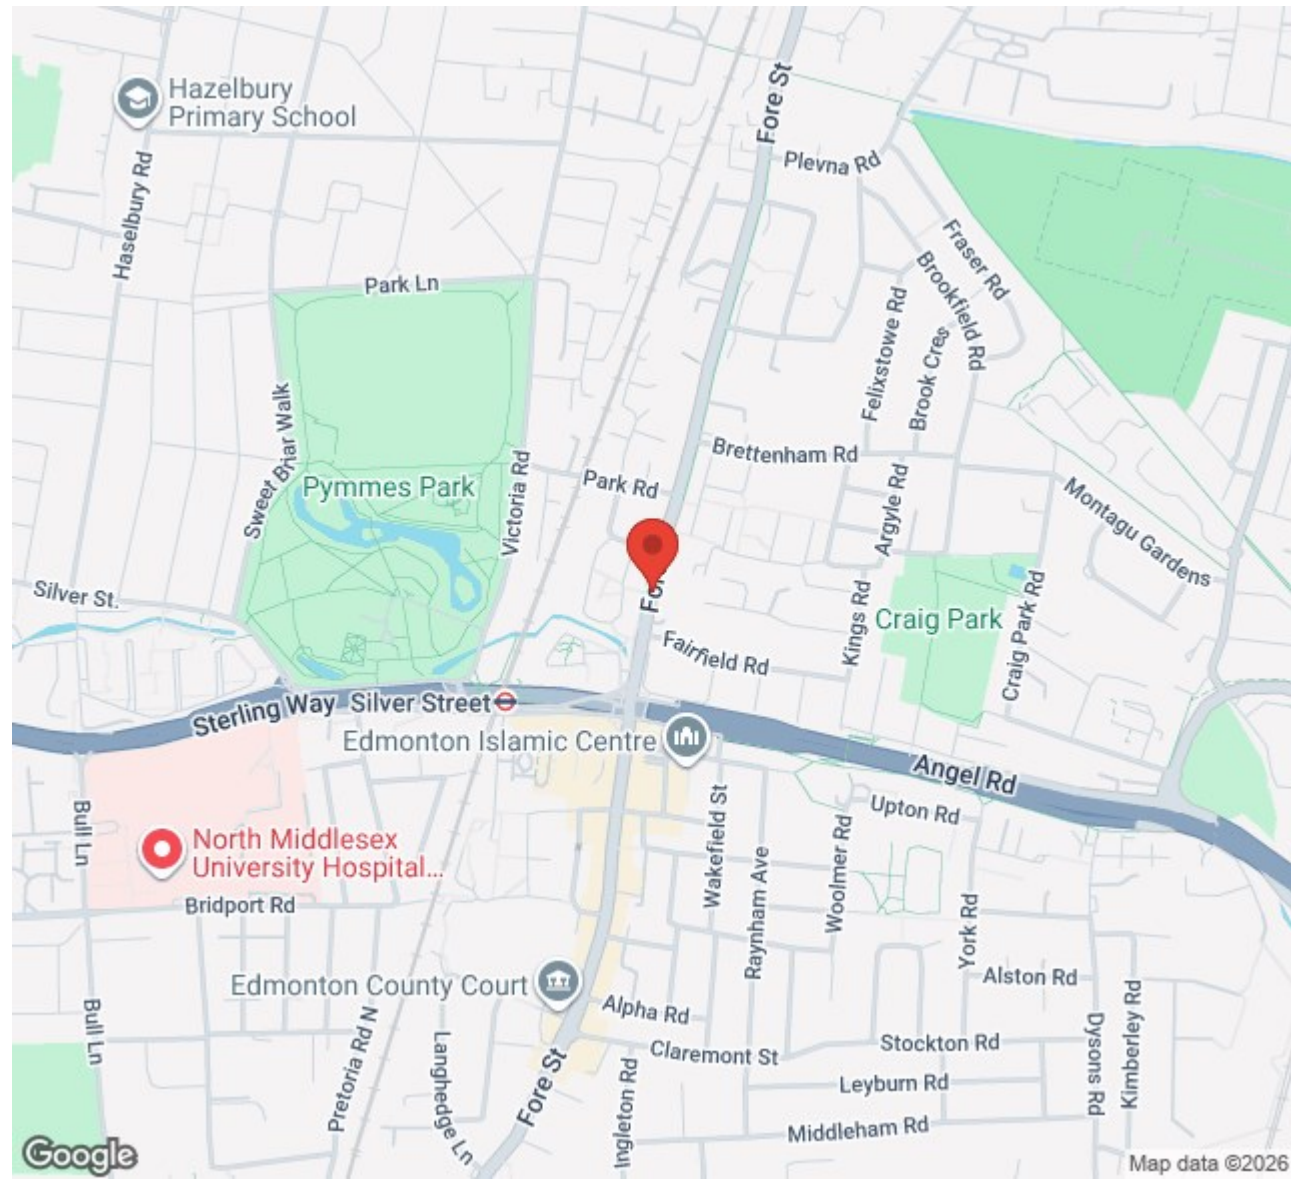 Hazelbury
Primary School
Fore St
Plevna Rd
Haselbury Rd
Fraser Rd
Brookfield Rd
Park Ln
Felixstowe Rd
Brook Cres
Sweet Briar Walk
Brettenham Rd
Park Rd
Pymmes Park
Victoria Rd
Argyle Rd
Montagu Gardens
Silver St.
For
Craig Park
Craig Park Rd
Kings Rd
Fairfield Rd
Sterling Way
Silver Street
Edmonton Islamic Centre
Angel Rd
Upton Rd
Bull Ln
North Middlesex
University Hospital...
Wakefield St
Raynham Ave
Woolmer Rd
York Rd
Bridport Rd
Edmonton County Court
Alston Rd
Alpha Rd
Bull Ln
Pretoria Rd N
Langhedge Ln
Fore St
Claremont St
Stockton Rd
Dysons Rd
Kimberley Rd
Leyburn Rd
Ingleton Rd
Middleham Rd
Google
Map data ©2026